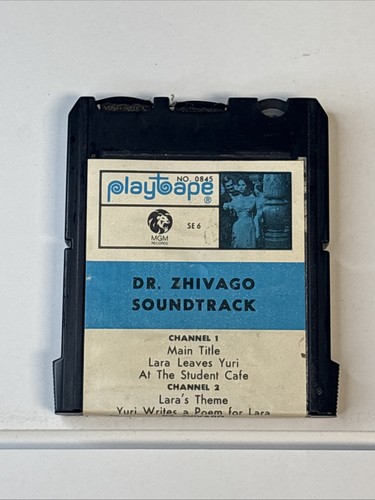 NO. 0845
playtape®
MGM
RECORDS
SE 6
DR. ZHIVAGO
SOUNDTRACK
CHANNEL 1
Main Title
Lara Leaves Yuri
At The Student Cafe
CHANNEL 2
Lara's Theme
Yuri Writes a Poem for Lara